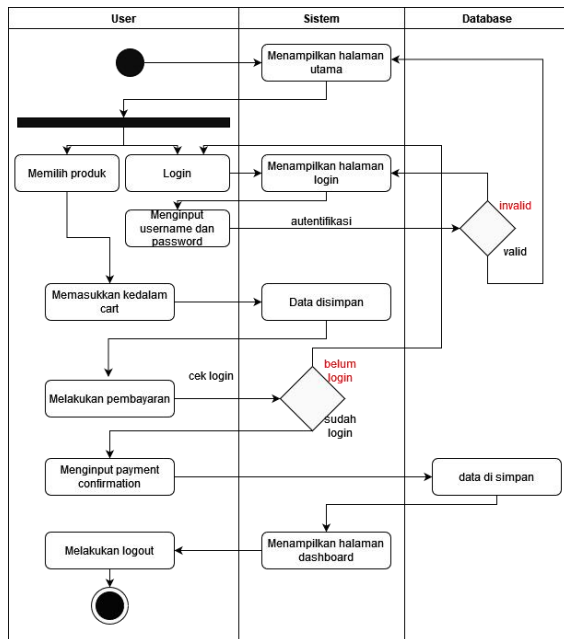 User
Sistem
Database
Menampilkan halaman
utama
Memilih produk
Login
Menampilkan halaman
login
invalid
Menginput
username dan
password
autentifikasi
valid
Memasukkan kedalam
cart
Data disimpan
cek login
belum
login
Melakukan pembayaran
sudah
login
Menginput payment
confirmation
data di simpan
Melakukan logout
Menampilkan halaman
dashboard